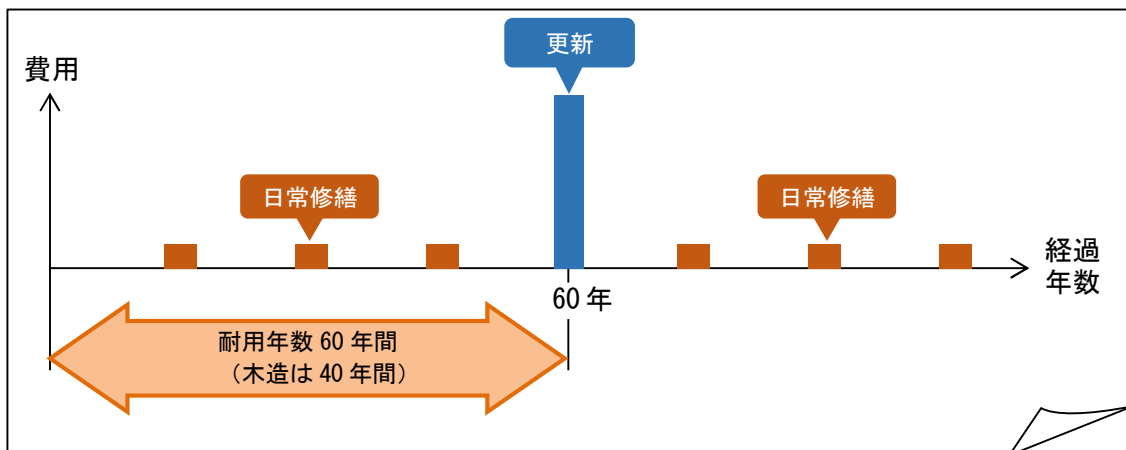 更新
費用
日常修繕
日常修繕
経過
年数
60 年
耐用年数 60 年間
（木造は 40 年間）